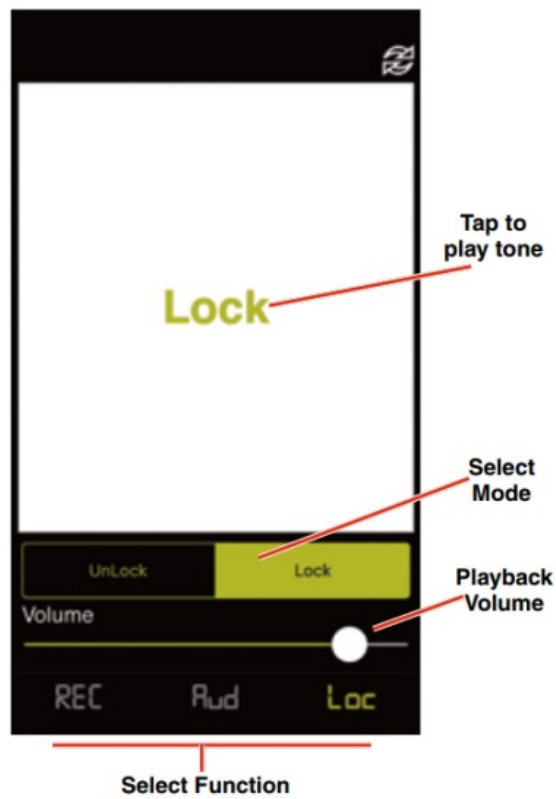 Tap to
play tone
Lock
Select
Mode
UnLock Lock
Playback
Volume
Volume
REC Aud Loc
Select Function